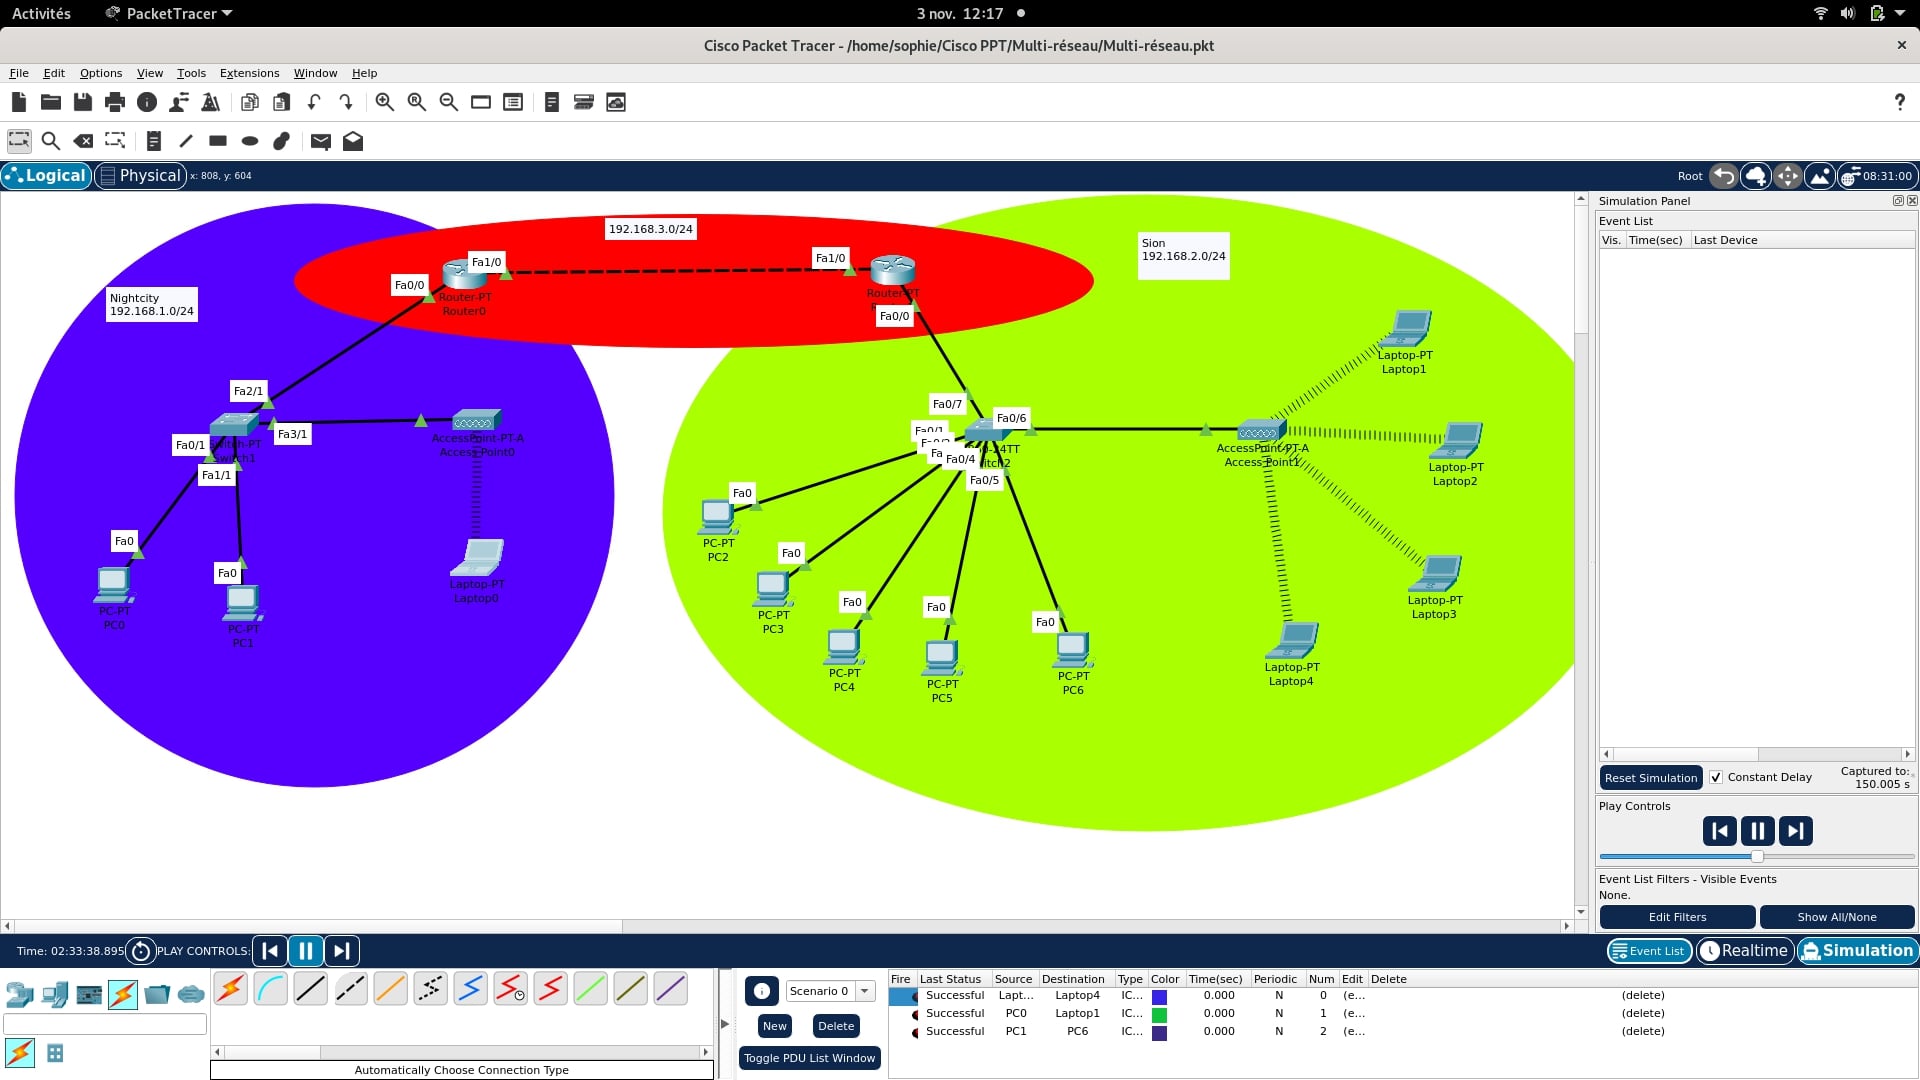 Activités
PacketTracer
3 nov. 12:17
Cisco Packet Tracer - /home/sophie/Cisco PPT/Multi-réseau/Multi-réseau.pkt
File Edit Options View Tools Extensions Window Help
Logical
Physical
x: 808, y: 604
Root
08:31:00
192.168.3.0/24
Nightcity
192.168.1.0/24
Sion
192.168.2.0/24
Fa0/0
Fa1/0
Router-PT
Router0
Fa1/0
Router-PT
Fa0/0
Fa2/1
Fa3/1
Fa0/1
Fa1/1
Switch-PT
Switch1
AccessPoint-PT-A
Access Point0
Fa0
PC-PT
PC0
Fa0
PC-PT
PC1
Laptop-PT
Laptop0
Fa0/7
Fa0/6
Fa0/1
Fa0/4
Fa0/5
Fa0
PC-PT
PC2
Fa0
PC-PT
PC3
Fa0
PC-PT
PC4
Fa0
PC-PT
PC5
Fa0
PC-PT
PC6
AccessPoint-PT-A
Access Point1
Laptop-PT
Laptop1
Laptop-PT
Laptop2
Laptop-PT
Laptop3
Laptop-PT
Laptop4
Simulation Panel
Event List
Vis. Time(sec) Last Device
Reset Simulation
Constant Delay
Captured to:
150.005 s
Play Controls
Event List Filters - Visible Events
None.
Edit Filters
Show All/None
Time: 02:33:38.895
PLAY CONTROLS:
Event List
Realtime
Simulation
Automatically Choose Connection Type
Scenario 0
New
Delete
Toggle PDU List Window
Fire Last Status Source Destination Type Color Time(sec) Periodic Num Edit Delete
Successful Lapt... Laptop4 IC... 0.000 N 0 (e... (delete)
Successful PC0 Laptop1 IC... 0.000 N 1 (e... (delete)
Successful PC1 PC6 IC... 0.000 N 2 (e... (delete)